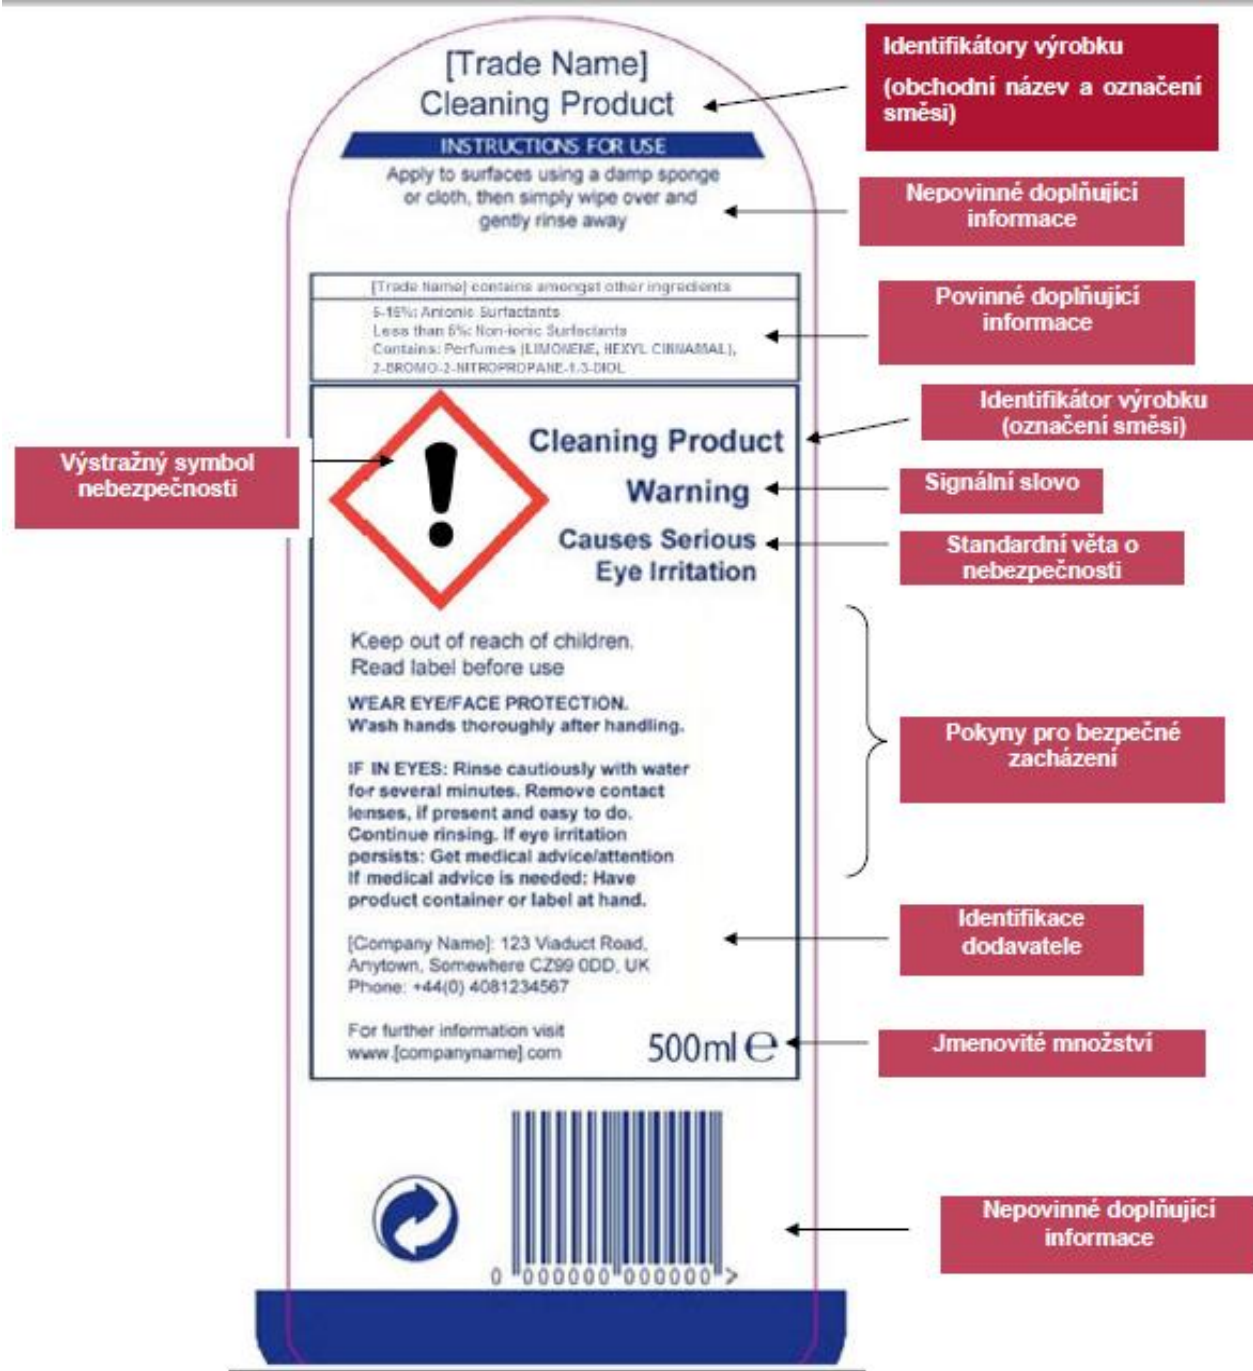 [Trade Name]
Cleaning Product
INSTRUCTIONS FOR USE
Apply to surfaces using a damp sponge
or cloth, then simply wipe over and
gently rinse away
[Trade Name] contains amongst other ingredients
5-15%: Anionic Surfactants
Less than 5%: Non-ionic Surfactants
Contains: Perfumes (LIMONENE, HEXYL CINNAMAL),
2-BROMO-2-NITROPROPANE-1,3-DIOL
Cleaning Product
Warning
Causes Serious
Eye Irritation
Keep out of reach of children.
Read label before use
WEAR EYE/FACE PROTECTION.
Wash hands thoroughly after handling.
IF IN EYES: Rinse cautiously with water
for several minutes. Remove contact
lenses, if present and easy to do.
Continue rinsing. If eye irritation
persists: Get medical advice/attention
If medical advice is needed: Have
product container or label at hand.
[Company Name]: 123 Viaduct Road,
Anytown, Somewhere CZ99 0DD, UK
Phone: +44(0) 4081234567
For further information visit
www.[companyname].com
500ml ℮
0 000000 000000 >
Výstražný symbol
nebezpečnosti
Identifikátory výrobku
(obchodní název a označení
směsi)
Nepovinné doplňující
informace
Povinné doplňující
informace
Identifikátor výrobku
(označení směsi)
Signální slovo
Standardní věta o
nebezpečnosti
Pokyny pro bezpečné
zacházení
Identifikace
dodavatele
Jmenovité množství
Nepovinné doplňující
informace